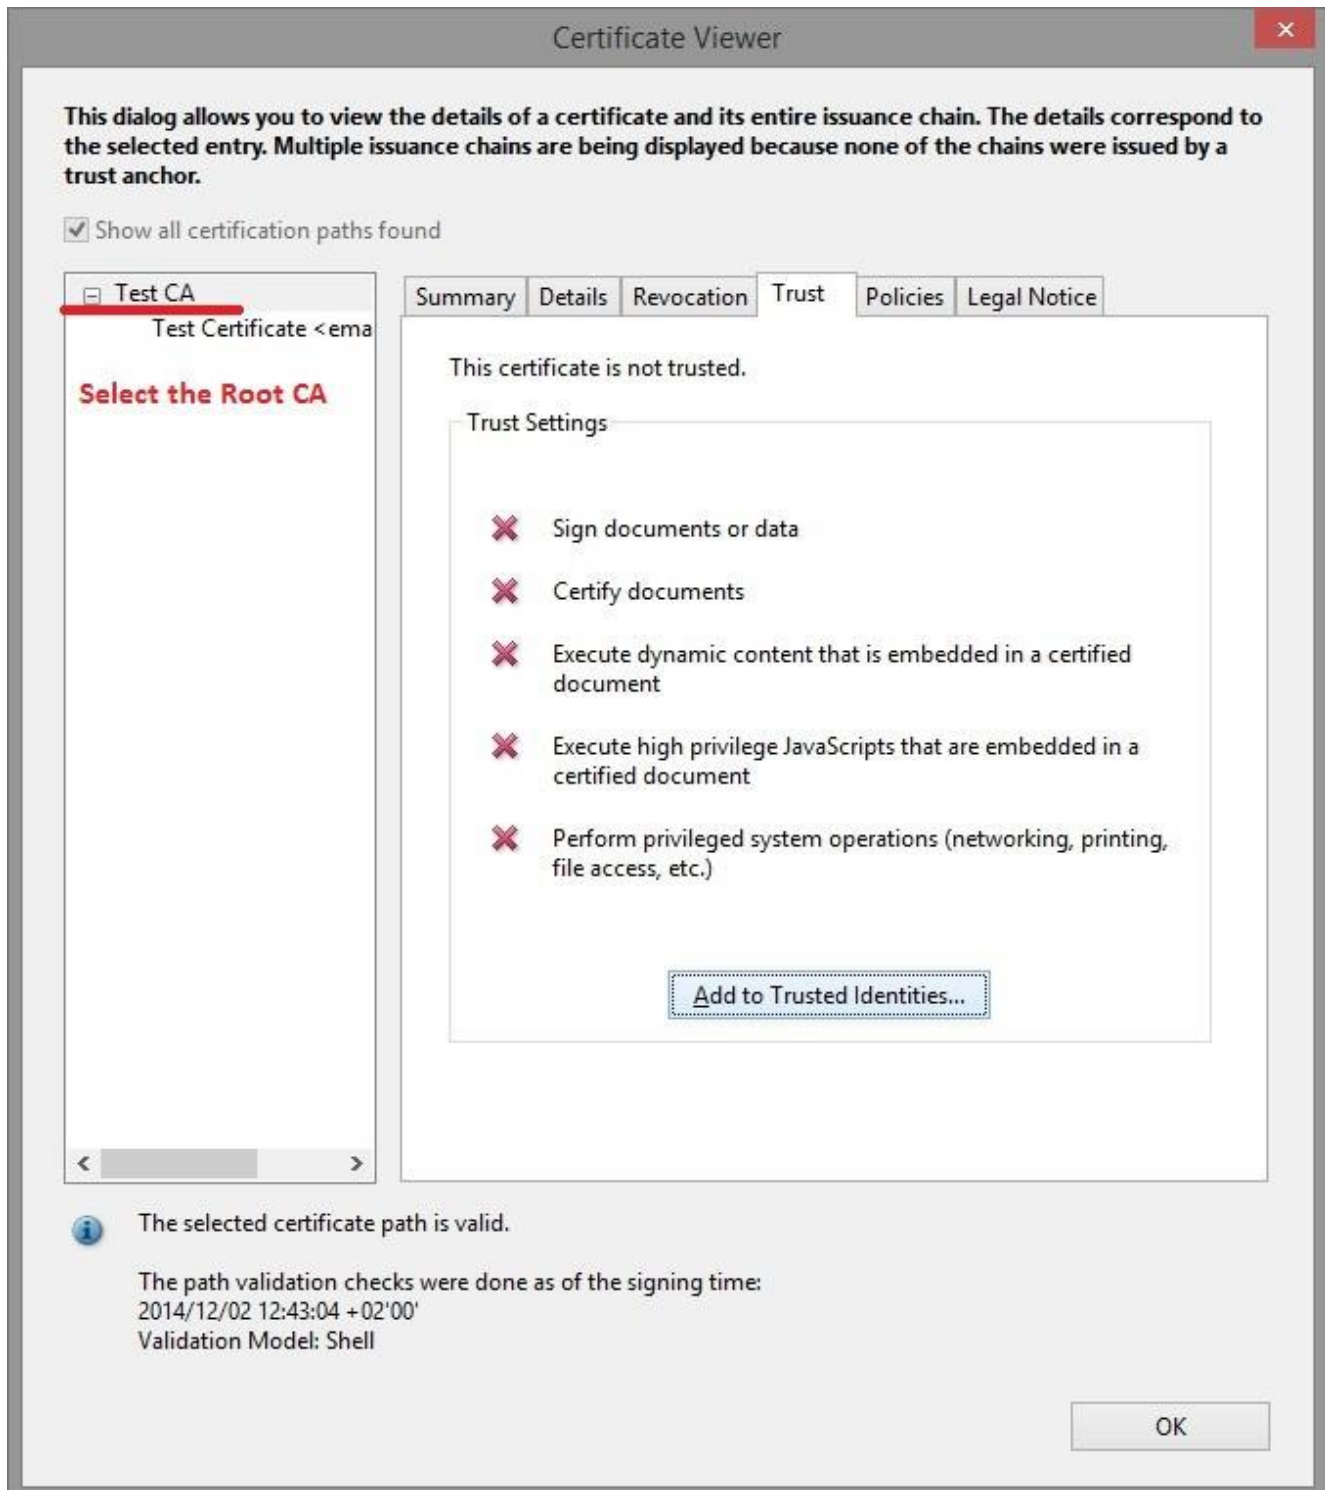 Certificate Viewer
This dialog allows you to view the details of a certificate and its entire issuance chain. The details correspond to
the selected entry. Multiple issuance chains are being displayed because none of the chains were issued by a
trust anchor.
Show all certification paths found
Test CA
Test Certificate <ema
Select the Root CA
Summary Details Revocation Trust Policies Legal Notice
This certificate is not trusted.
Trust Settings
Sign documents or data
Certify documents
Execute dynamic content that is embedded in a certified
document
Execute high privilege JavaScripts that are embedded in a
certified document
Perform privileged system operations (networking, printing,
file access, etc.)
Add to Trusted Identities...
The selected certificate path is valid.
The path validation checks were done as of the signing time:
2014/12/02 12:43:04 +02'00'
Validation Model: Shell
OK